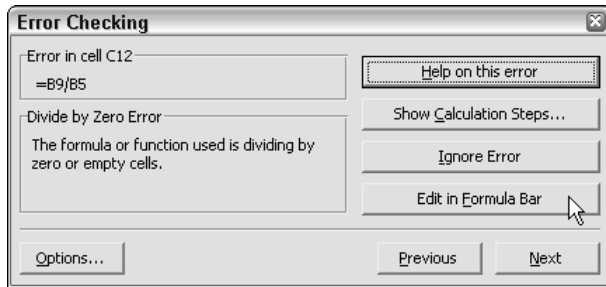 Error Checking
Error in cell C12
=B9/B5
Divide by Zero Error
The formula or function used is dividing by
zero or empty cells.
Help on this error
Show Calculation Steps...
Ignore Error
Edit in Formula Bar
Options...
Previous
Next